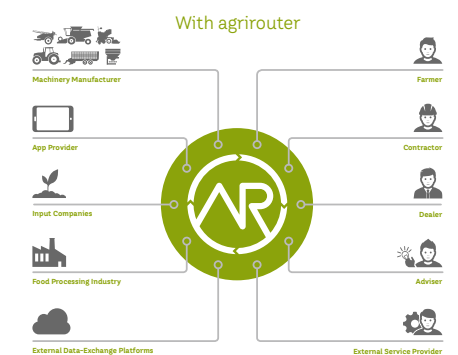 With agrirouter
Machinery Manufacturer
Farmer
App Provider
Contractor
Input Companies
Dealer
AR
Food Processing Industry
Adviser
External Data-Exchange Platforms
External Service Provider